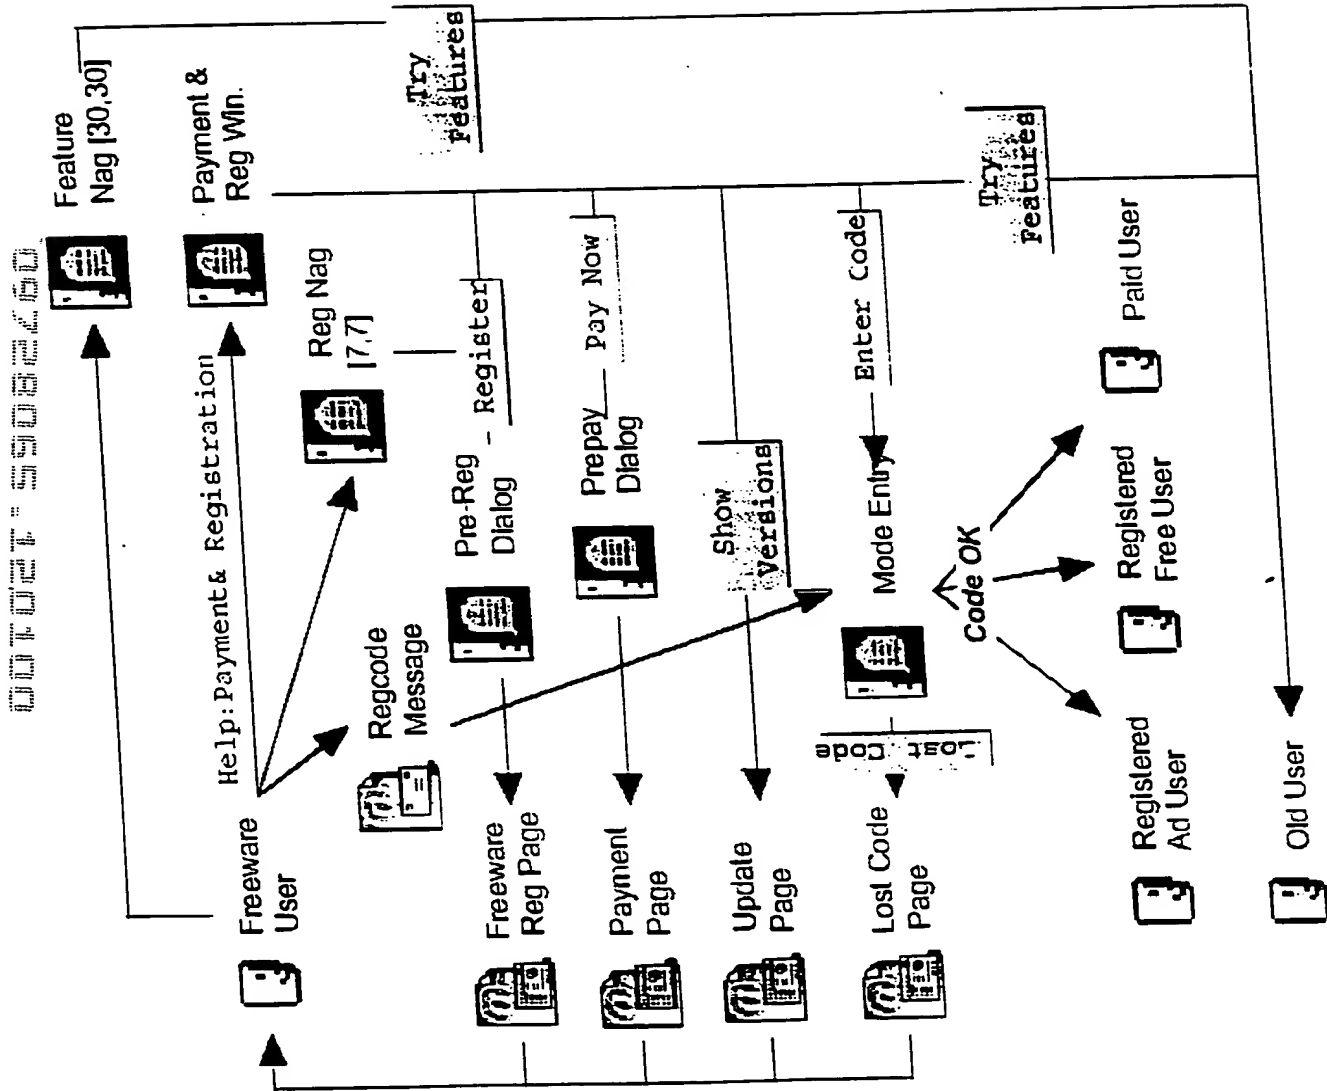 Feature
Nag [30,30]
Payment &
Reg Win.
Try
Features
Help:Payment& Registration
Reg Nag
[7,7]
Register
Pay Now
Enter Code
Try
Features
Freeware
User
Regcode
Message
Pre-Reg
Dialog
Prepay
Dialog
Show
Versions
Mode Entry
Code OK
Lost Code
Freeware
Reg Page
Payment
Page
Update
Page
Lost Code
Page
Registered
Ad User
Registered
Free User
Paid User
Old User
09728065 . 120100